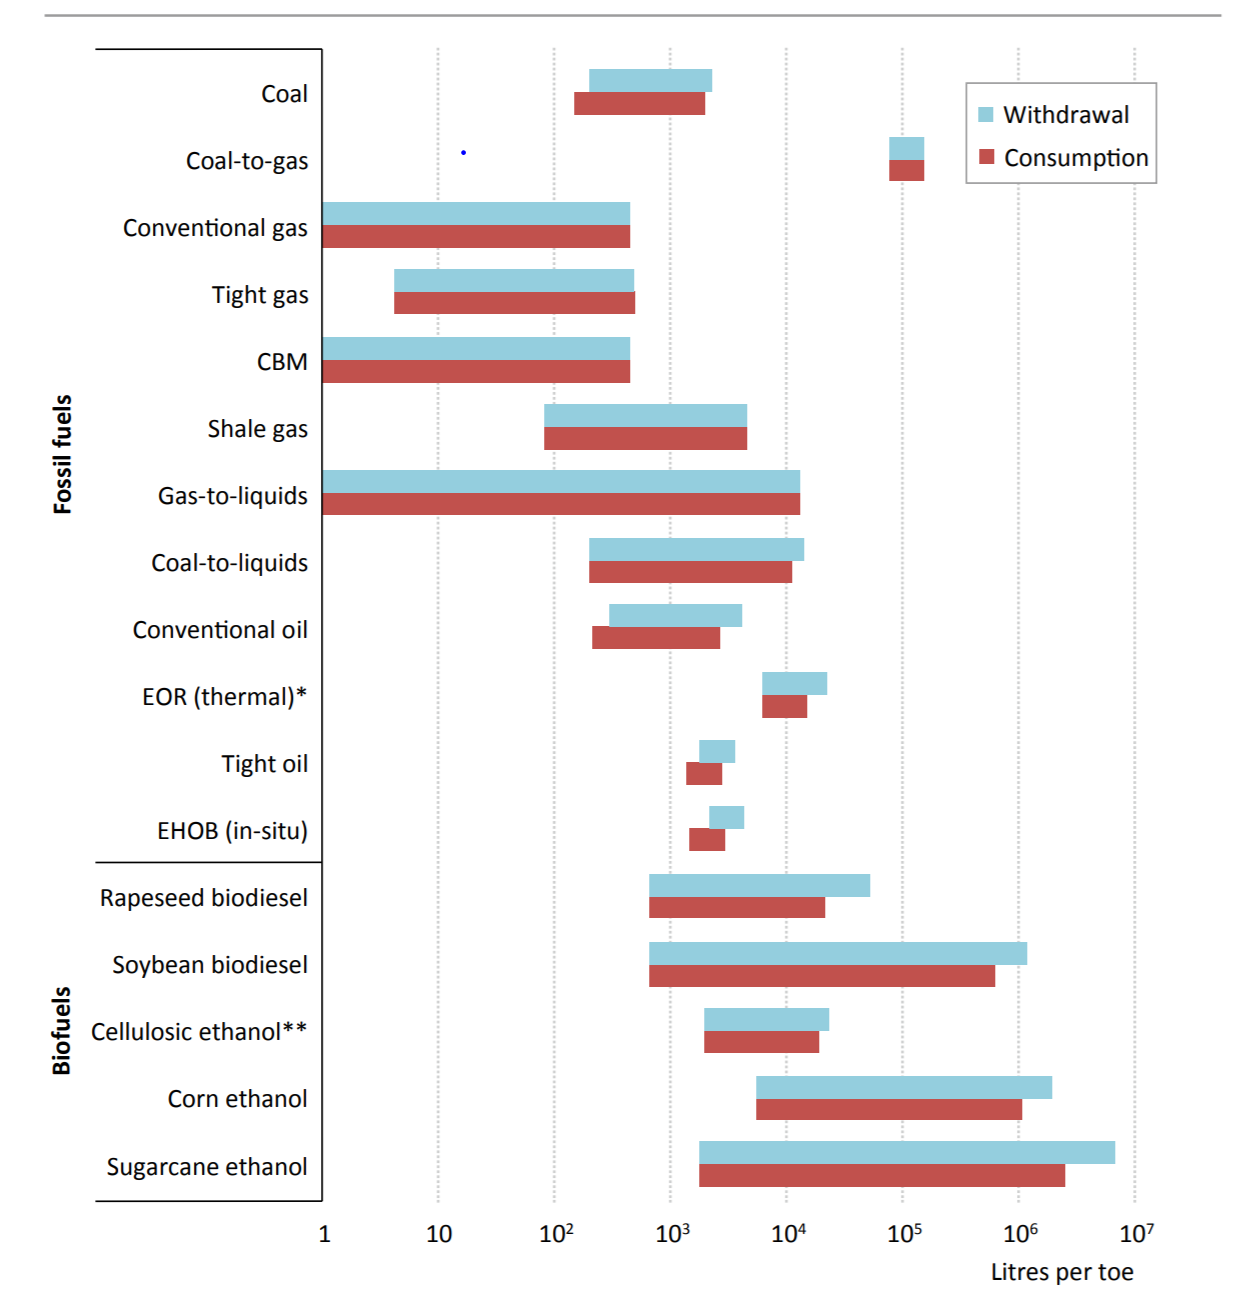 Withdrawal
Consumption
Fossil fuels
Coal
Coal-to-gas
Conventional gas
Tight gas
CBM
Shale gas
Gas-to-liquids
Coal-to-liquids
Conventional oil
EOR (thermal)*
Tight oil
EHOB (in-situ)
Biofuels
Rapeseed biodiesel
Soybean biodiesel
Cellulosic ethanol**
Corn ethanol
Sugarcane ethanol
1 10 10² 10³ 10⁴ 10⁵ 10⁶ 10⁷
Litres per toe